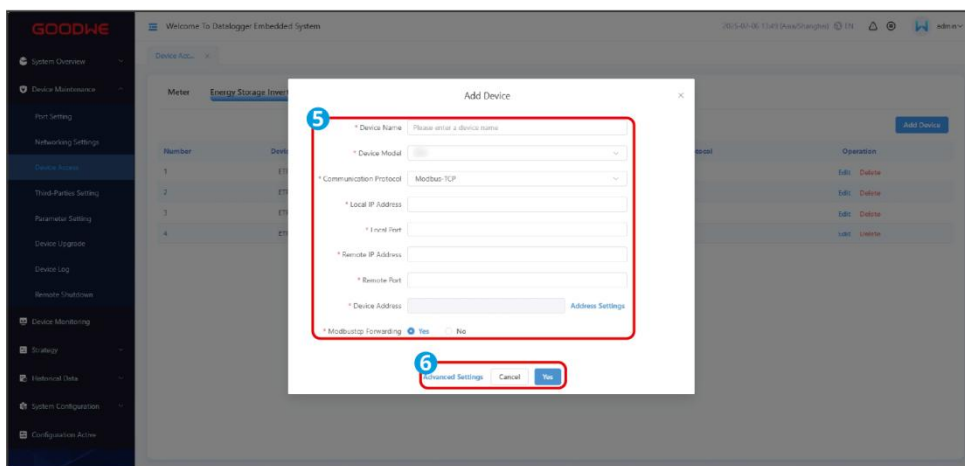 GOODWE
Welcome To Datalogger Embedded System
EN
admin
System Overview
Device Maintenance
Port Setting
Networking Settings
Device Access
Third-Parties Setting
Parameter Setting
Device Upgrade
Device Log
Remote Shutdown
Device Monitoring
Strategy
Historical Data
System Configuration
Configuration Active
Meter
Add Device
Number
Operation
1
Edit Delete
2
Edit Delete
3
Edit Delete
4
Edit Delete
Add Device
5
* Device Name Please enter a device name
* Device Model
* Communication Protocol Modbus-TCP
* Local IP Address
* Local Port
* Remote IP Address
* Remote Port
* Device Address Address Settings
* Modbustcp Forwarding Yes No
6
Advanced Settings Cancel Yes